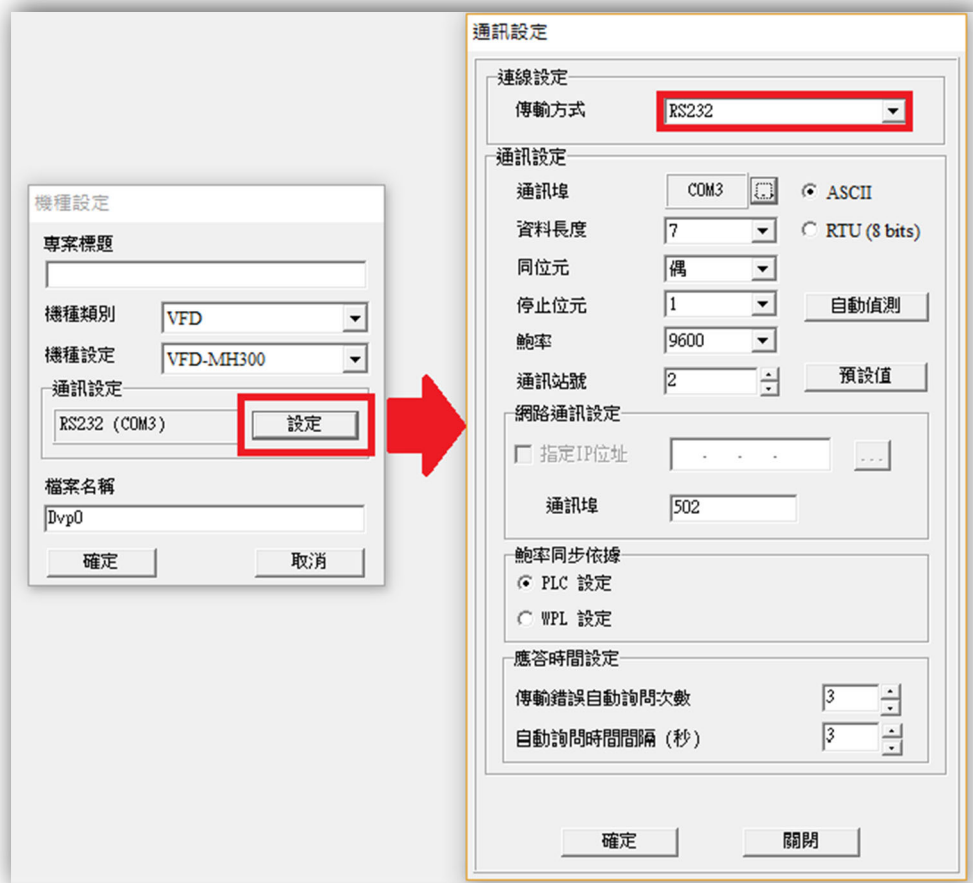 機種設定
專案標題
機種類別 VFD
機種設定 VFD-MH300
通訊設定
RS232 (COM3) 設定
檔案名稱
Dvp0
確定 取消
通訊設定
連線設定
傳輸方式 RS232
通訊設定
通訊埠 COM3 ... ASCII
資料長度 7 RTU (8 bits)
同位元 偶
停止位元 1 自動偵測
鮑率 9600
通訊站號 2 預設值
網路通訊設定
指定IP位址 . . . ...
通訊埠 502
鮑率同步依據
PLC 設定
WPL 設定
應答時間設定
傳輸錯誤自動詢問次數 3
自動詢問時間間隔 (秒) 3
確定 關閉